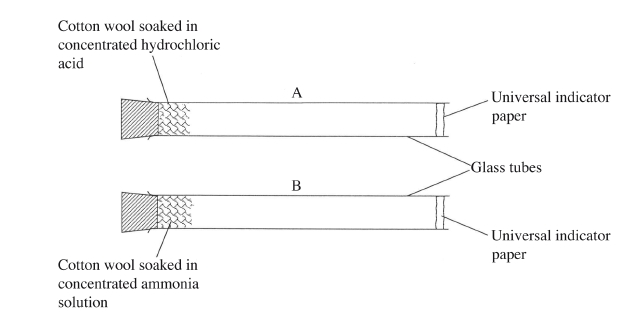 Cotton wool soaked in
concentrated hydrochloric
acid
A
Universal indicator
paper
Glass tubes
B
Universal indicator
paper
Cotton wool soaked in
concentrated ammonia
solution